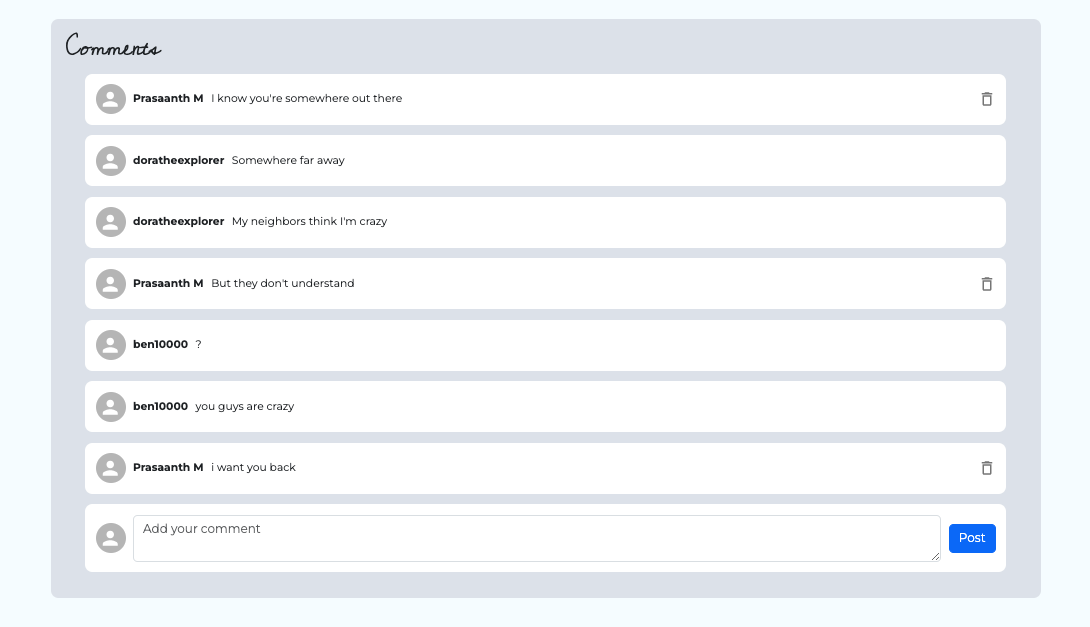 Comments
Prasaanth M I know you're somewhere out there
doratheexplorer Somewhere far away
doratheexplorer My neighbors think I'm crazy
Prasaanth M But they don't understand
ben10000 ?
ben10000 you guys are crazy
Prasaanth M i want you back
Add your comment
Post